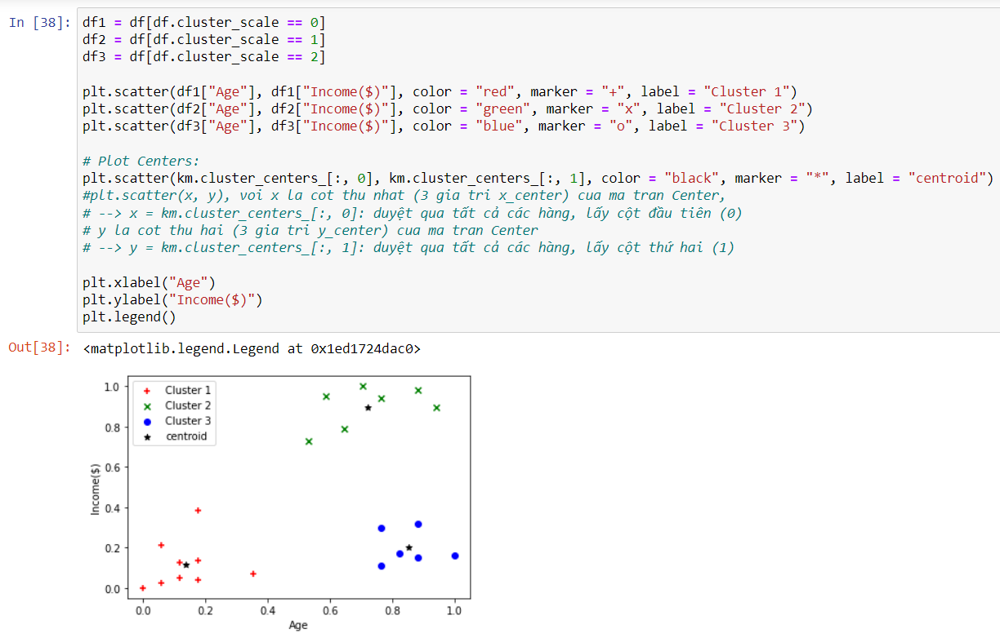 In [38]:
df1 = df[df.cluster_scale == 0]
df2 = df[df.cluster_scale == 1]
df3 = df[df.cluster_scale == 2]
plt.scatter(df1["Age"], df1["Income($)"], color = "red", marker = "+", label = "Cluster 1")
plt.scatter(df2["Age"], df2["Income($)"], color = "green", marker = "x", label = "Cluster 2")
plt.scatter(df3["Age"], df3["Income($)"], color = "blue", marker = "o", label = "Cluster 3")
# Plot Centers:
plt.scatter(km.cluster_centers_[:, 0], km.cluster_centers_[:, 1], color = "black", marker = "*", label = "centroid")
#plt.scatter(x, y), voi x la cot thu nhat (3 gia tri x_center) cua ma tran Center,
# --> x = km.cluster_centers_[:, 0]: duyệt qua tất cả các hàng, lấy cột đầu tiên (0)
# y la cot thu hai (3 gia tri y_center) cua ma tran Center
# --> y = km.cluster_centers_[:, 1]: duyệt qua tất cả các hàng, lấy cột thứ hai (1)
plt.xlabel("Age")
plt.ylabel("Income($)")
plt.legend()
Out[38]:
<matplotlib.legend.Legend at 0x1ed1724dac0>
Cluster 1
Cluster 2
Cluster 3
centroid
1.0
0.8
0.6
0.4
0.2
0.0
Income($)
0.0 0.2 0.4 0.6 0.8 1.0
Age